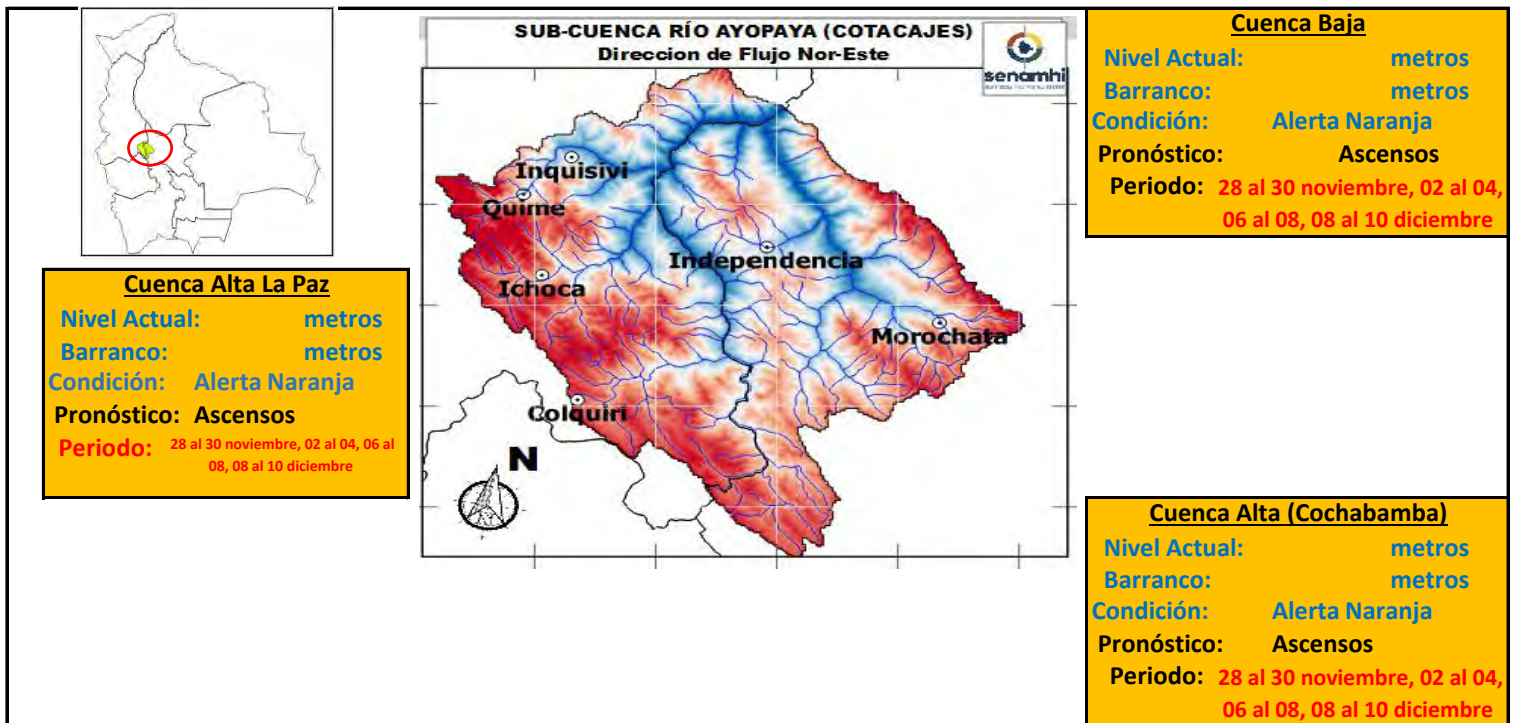 SUB-CUENCA RÍO AYOPAYA (COTACAJES)
Direccion de Flujo Nor-Este
senamhi
Inquisivi
Quime
Independencia
Ichoca
Morochata
Colquiri
N
Cuenca Alta La Paz
Nivel Actual: metros
Barranco: metros
Condición: Alerta Naranja
Pronóstico: Ascensos
Periodo: 28 al 30 noviembre, 02 al 04, 06 al
08, 08 al 10 diciembre
Cuenca Baja
Nivel Actual: metros
Barranco: metros
Condición: Alerta Naranja
Pronóstico: Ascensos
Periodo: 28 al 30 noviembre, 02 al 04,
06 al 08, 08 al 10 diciembre
Cuenca Alta (Cochabamba)
Nivel Actual: metros
Barranco: metros
Condición: Alerta Naranja
Pronóstico: Ascensos
Periodo: 28 al 30 noviembre, 02 al 04,
06 al 08, 08 al 10 diciembre